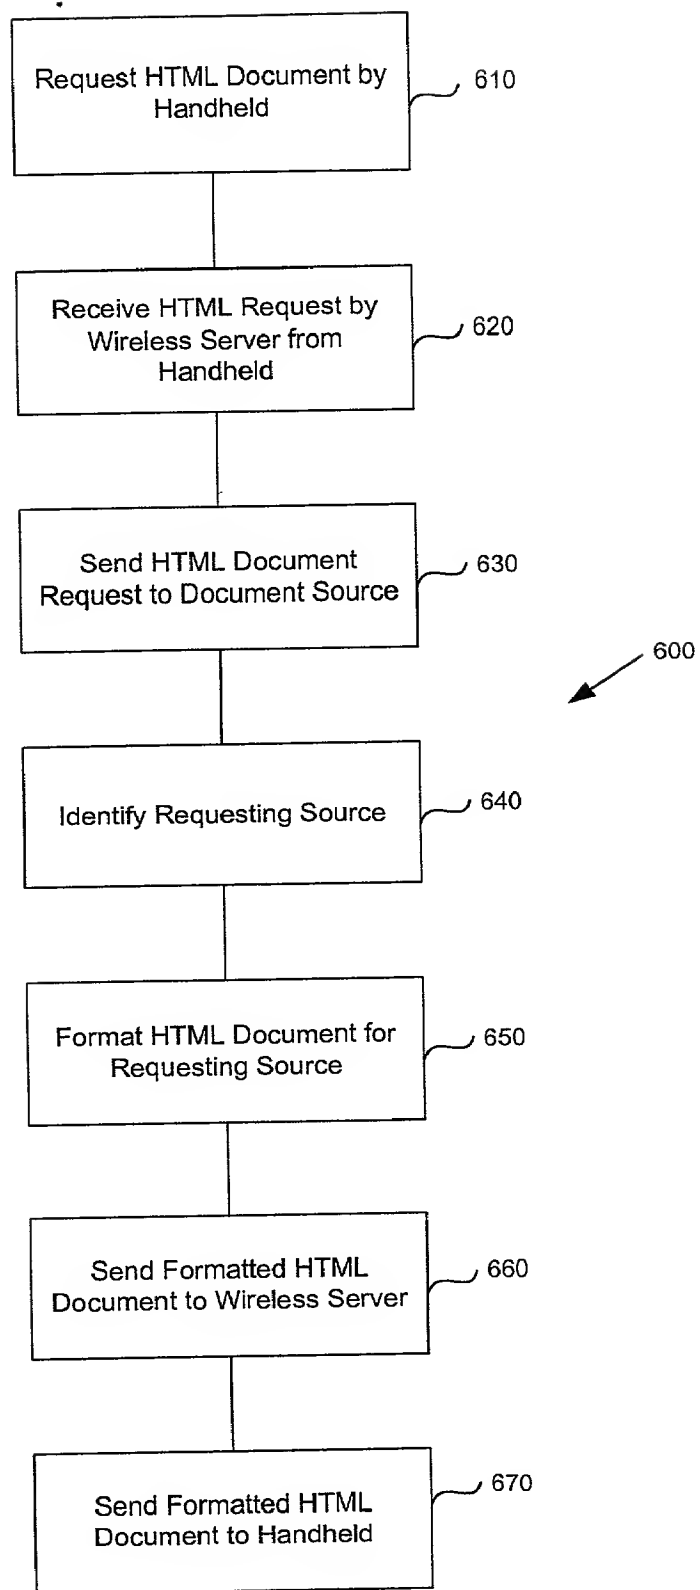 Request HTML Document by
Handheld
610
Receive HTML Request by
Wireless Server from
Handheld
620
Send HTML Document
Request to Document Source
630
600
Identify Requesting Source
640
Format HTML Document for
Requesting Source
650
Send Formatted HTML
Document to Wireless Server
660
Send Formatted HTML
Document to Handheld
670